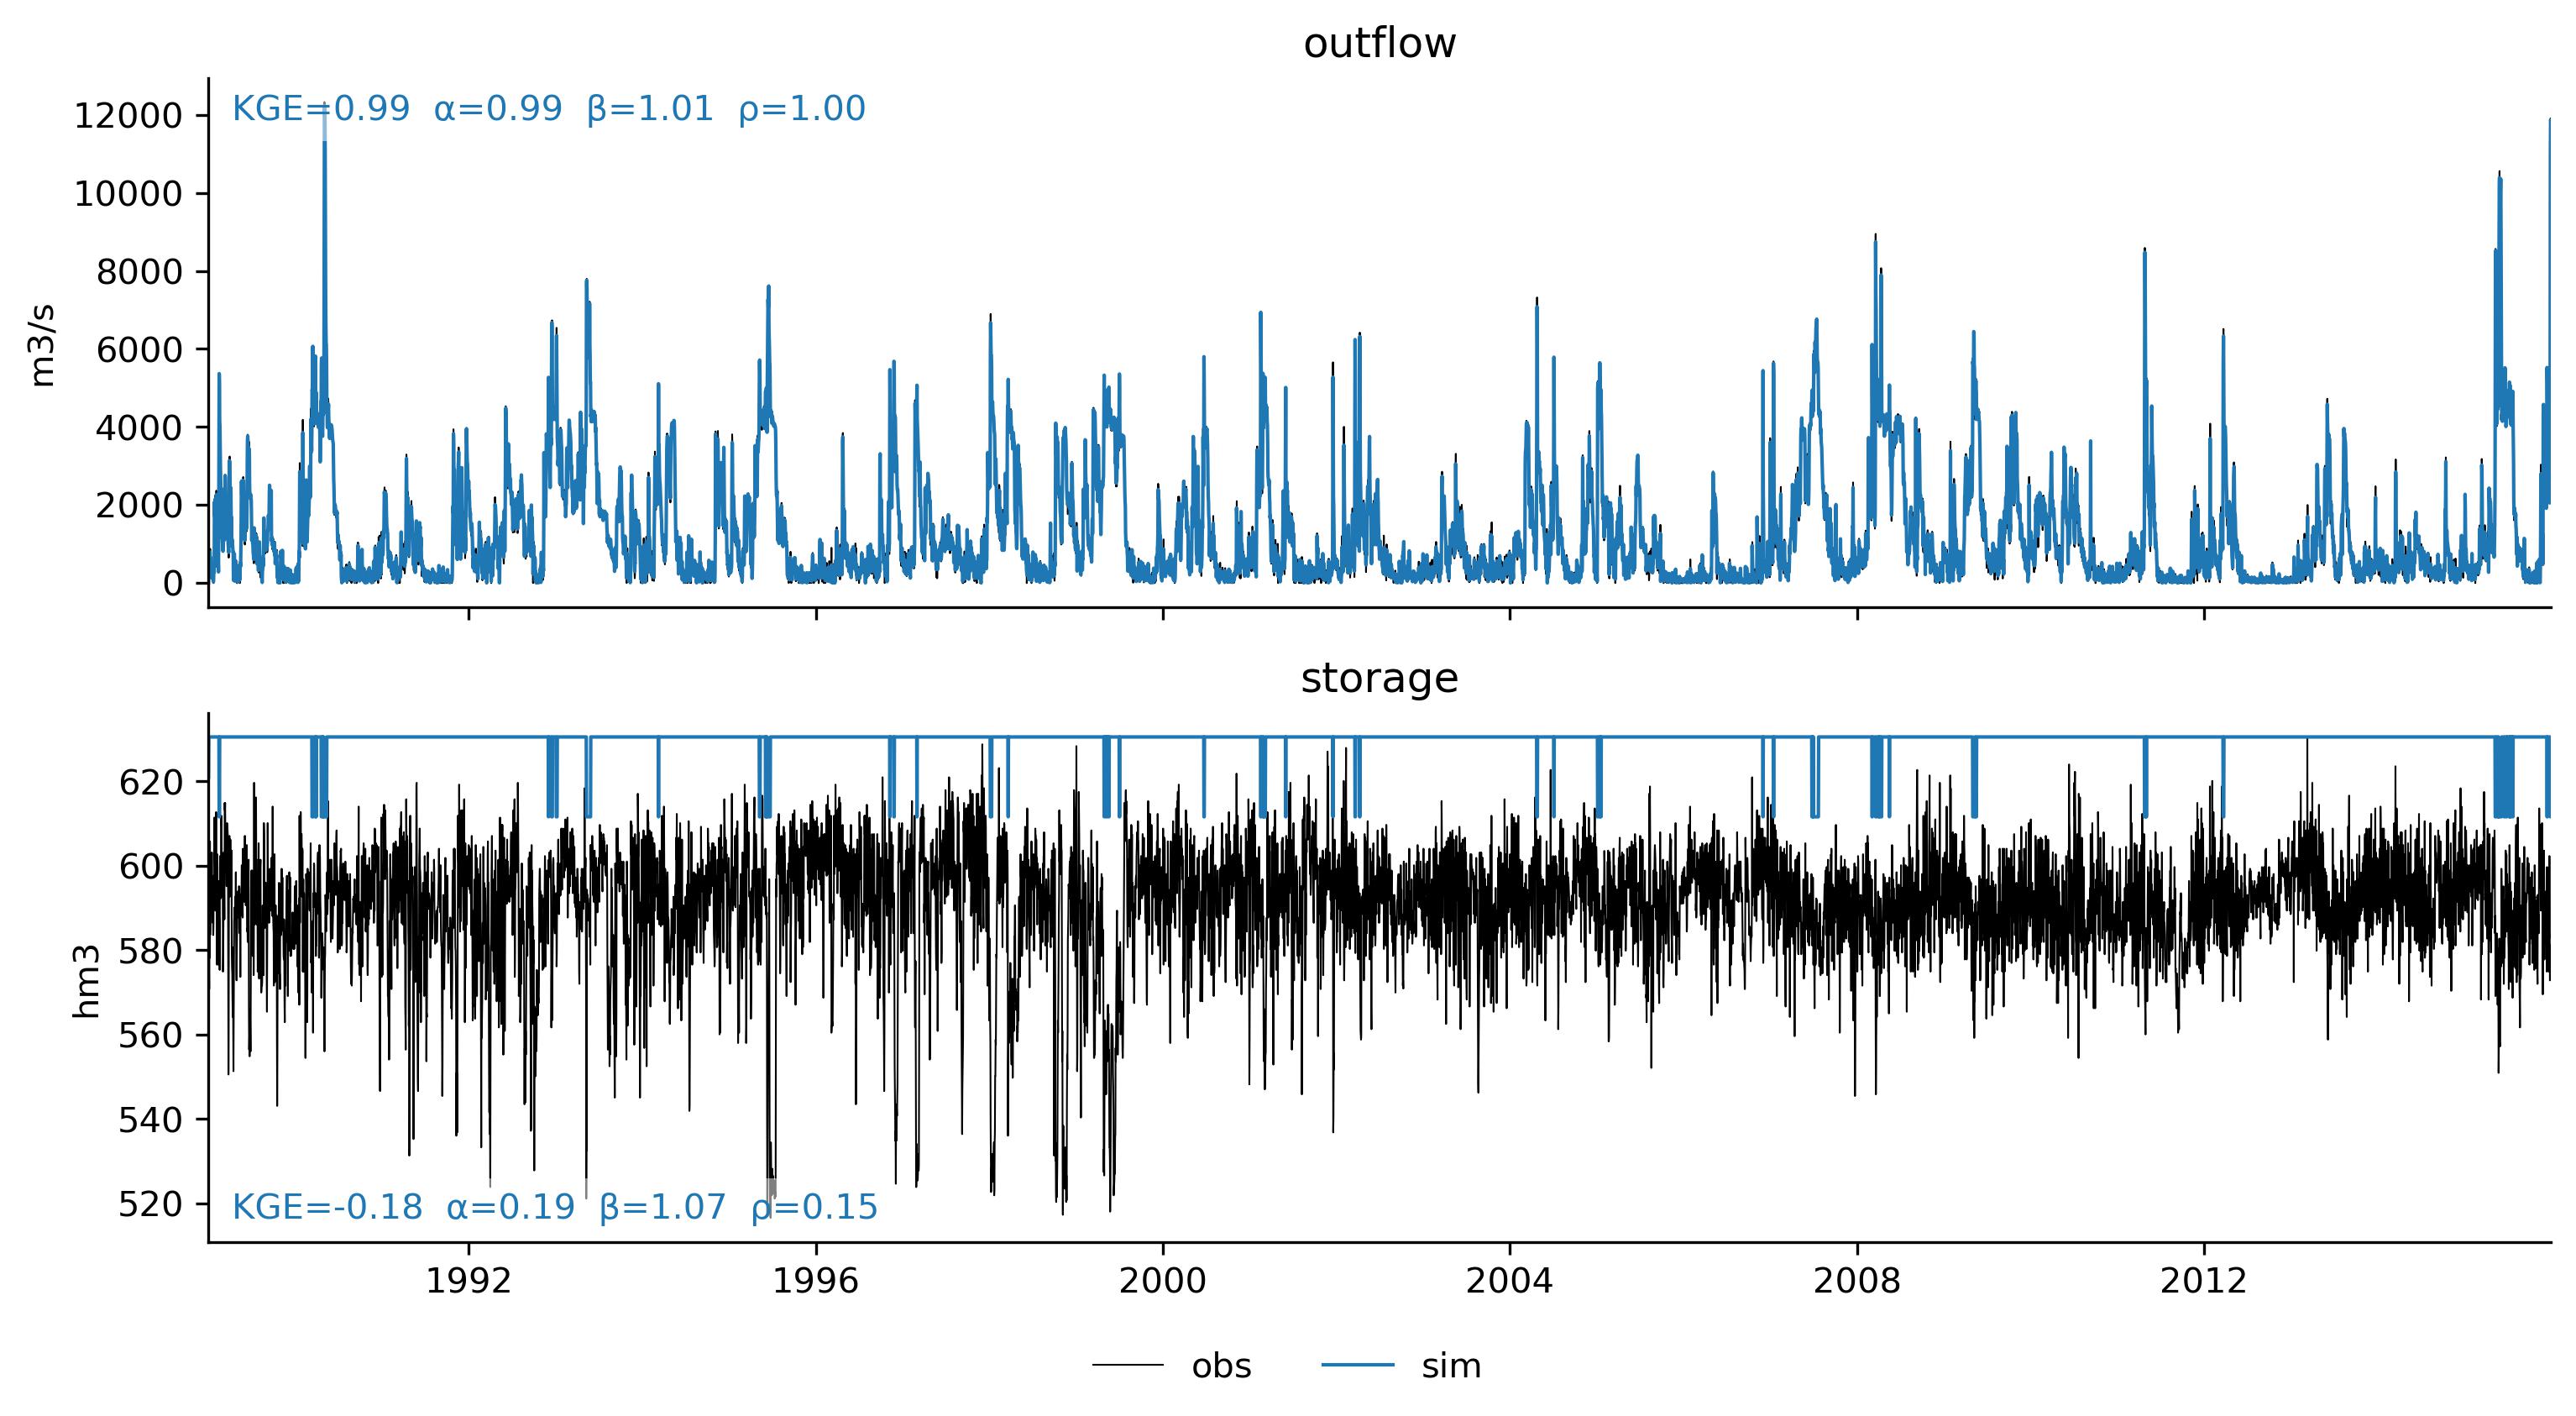 outflow
KGE=0.99 α=0.99 β=1.01 ρ=1.00
12000
10000
8000
6000
4000
2000
0
m3/s
storage
620
600
580
560
540
520
hm3
KGE=-0.18 α=0.19 β=1.07 ρ=0.15
1992 1996 2000 2004 2008 2012
obs sim